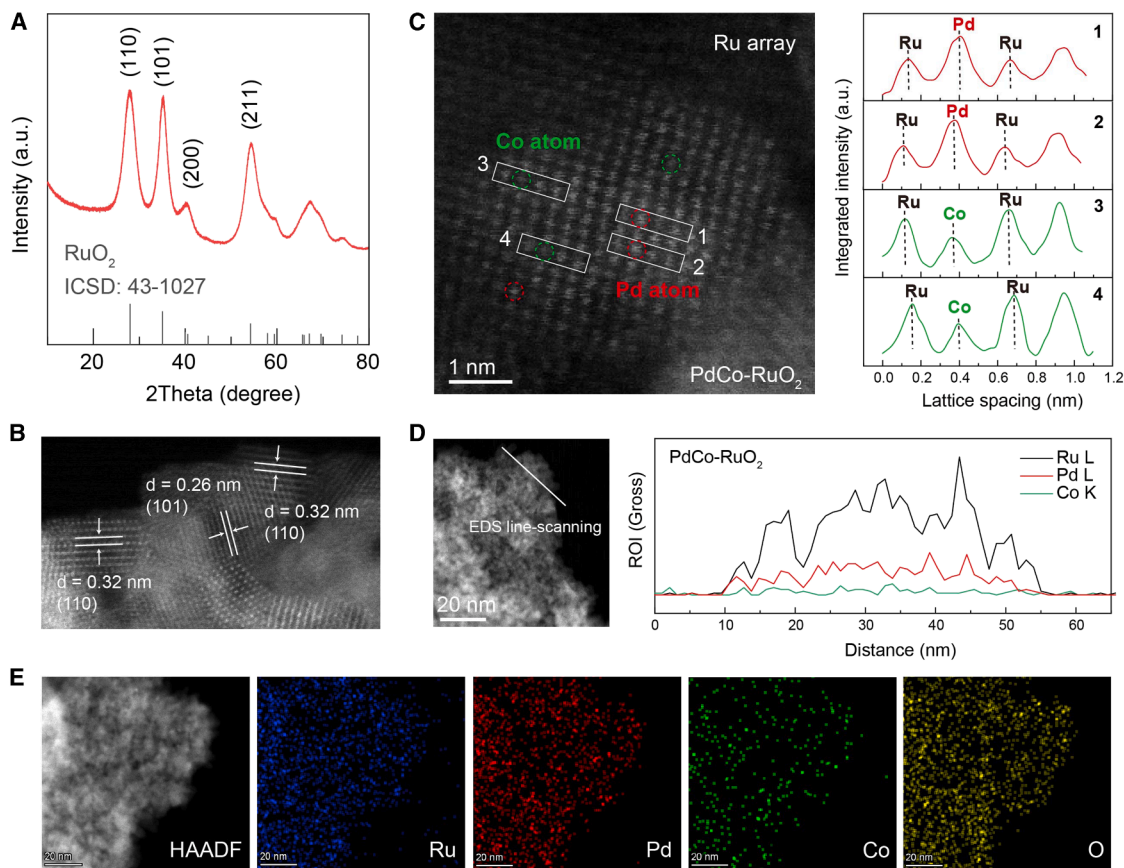 A
Intensity (a.u.)
(110)
(101)
(200)
(211)
RuO₂
ICSD: 43-1027
20
40
60
80
2Theta (degree)
C
Ru array
Co atom
3
4
1
2
Pd atom
1 nm
PdCo-RuO₂
Integrated intensity (a.u.)
Ru
Pd
Ru
1
Ru
Pd
Ru
2
Ru
Co
Ru
3
Ru
Co
Ru
4
0.0
0.2
0.4
0.6
0.8
1.0
1.2
Lattice spacing (nm)
B
d = 0.26 nm
(101)
d = 0.32 nm
(110)
d = 0.32 nm
(110)
D
EDS line-scanning
20 nm
ROI (Gross)
PdCo-RuO₂
Ru L
Pd L
Co K
0
10
20
30
40
50
60
Distance (nm)
E
20 nm
HAADF
20 nm
Ru
20 nm
Pd
20 nm
Co
20 nm
O